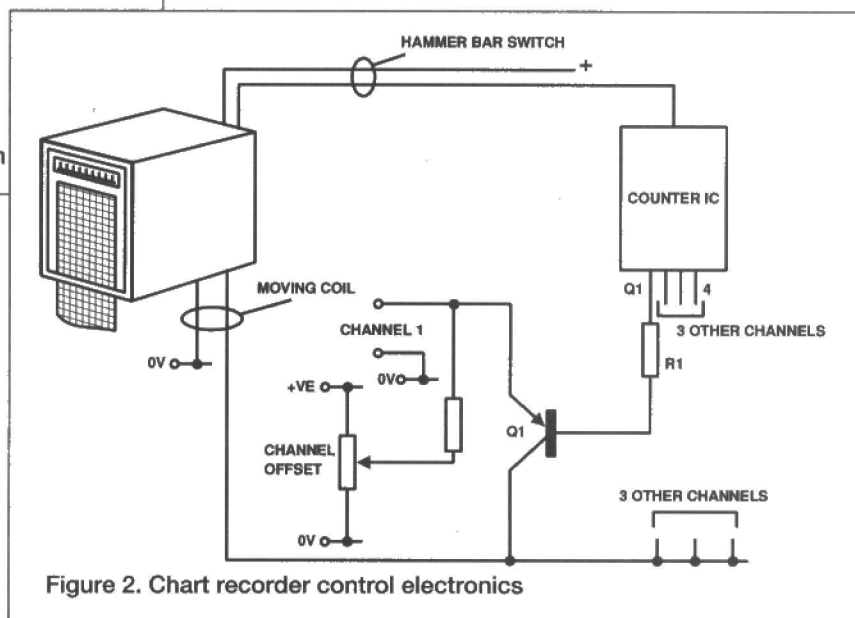 HAMMER BAR SWITCH
+
n
COUNTER IC
MOVING COIL
Q1
4
3 OTHER CHANNELS
CHANNEL 1
R1
0V
0V
+VE
Q1
CHANNEL
OFFSET
3 OTHER CHANNELS
0V
Figure 2. Chart recorder control electronics